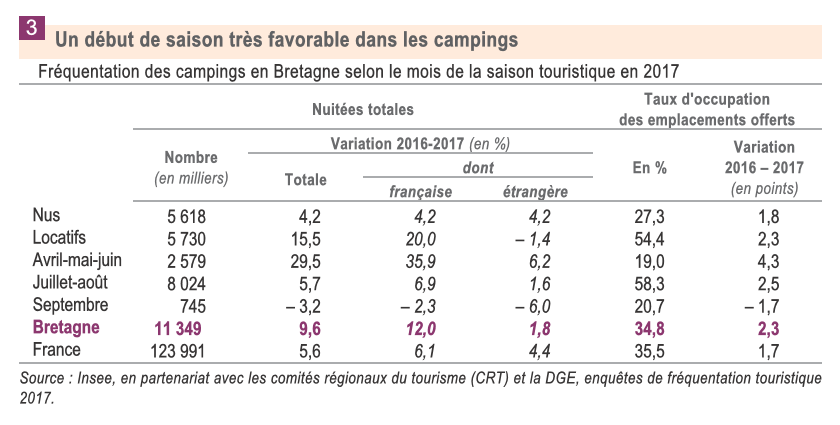 3
Un début de saison très favorable dans les campings
Fréquentation des campings en Bretagne selon le mois de la saison touristique en 2017
Nuitées totales
Taux d'occupation
des emplacements offerts
Variation 2016-2017 (en %)
Nombre
(en milliers)
Totale
dont
française étrangère
En %
Variation
2016 – 2017
(en points)
Nus 5 618 4,2 4,2 4,2 27,3 1,8
Locatifs 5 730 15,5 20,0 – 1,4 54,4 2,3
Avril-mai-juin 2 579 29,5 35,9 6,2 19,0 4,3
Juillet-août 8 024 5,7 6,9 1,6 58,3 2,5
Septembre 745 – 3,2 – 2,3 – 6,0 20,7 – 1,7
Bretagne 11 349 9,6 12,0 1,8 34,8 2,3
France 123 991 5,6 6,1 4,4 35,5 1,7
Source : Insee, en partenariat avec les comités régionaux du tourisme (CRT) et la DGE, enquêtes de fréquentation touristique
2017.